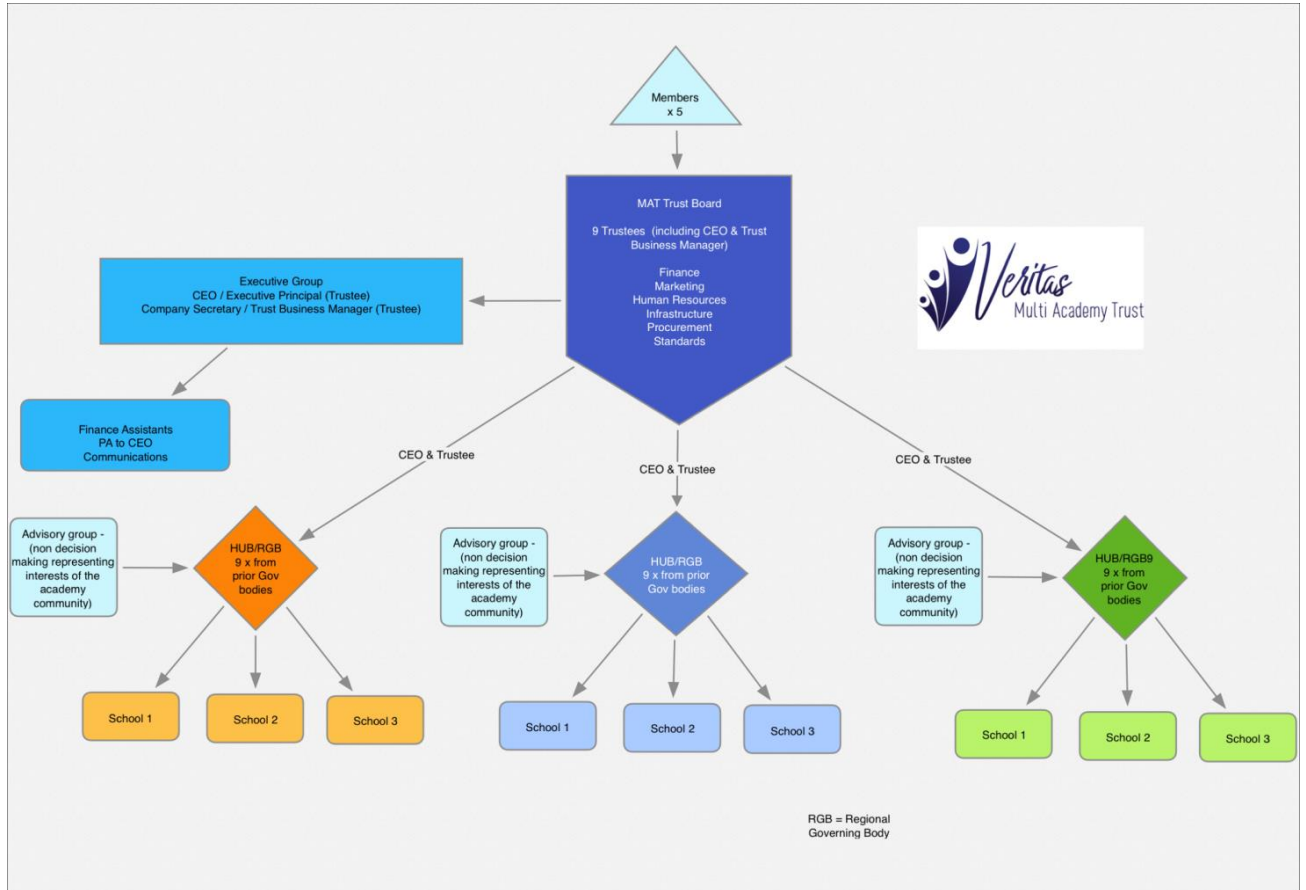 Members
x 5
MAT Trust Board
9 Trustees (including CEO & Trust
Business Manager)
Finance
Marketing
Human Resources
Infrastructure
Procurement
Standards
Veritas
Multi Academy Trust
Executive Group
CEO / Executive Principal (Trustee)
Company Secretary / Trust Business Manager (Trustee)
Finance Assistants
PA to CEO
Communications
CEO & Trustee
CEO & Trustee
CEO & Trustee
Advisory group -
(non decision
making representing
interests of the
academy
community)
HUB/RGB
9 x from prior Gov
bodies
Advisory group -
(non decision
making representing
interests of the
academy
community)
HUB/RGB
9 x from prior
Gov bodies
Advisory group -
(non decision
making representing
interests of the
academy
community)
HUB/RGB9
9 x from
prior Gov
bodies
School 1
School 2
School 3
School 1
School 2
School 3
School 1
School 2
School 3
RGB = Regional
Governing Body